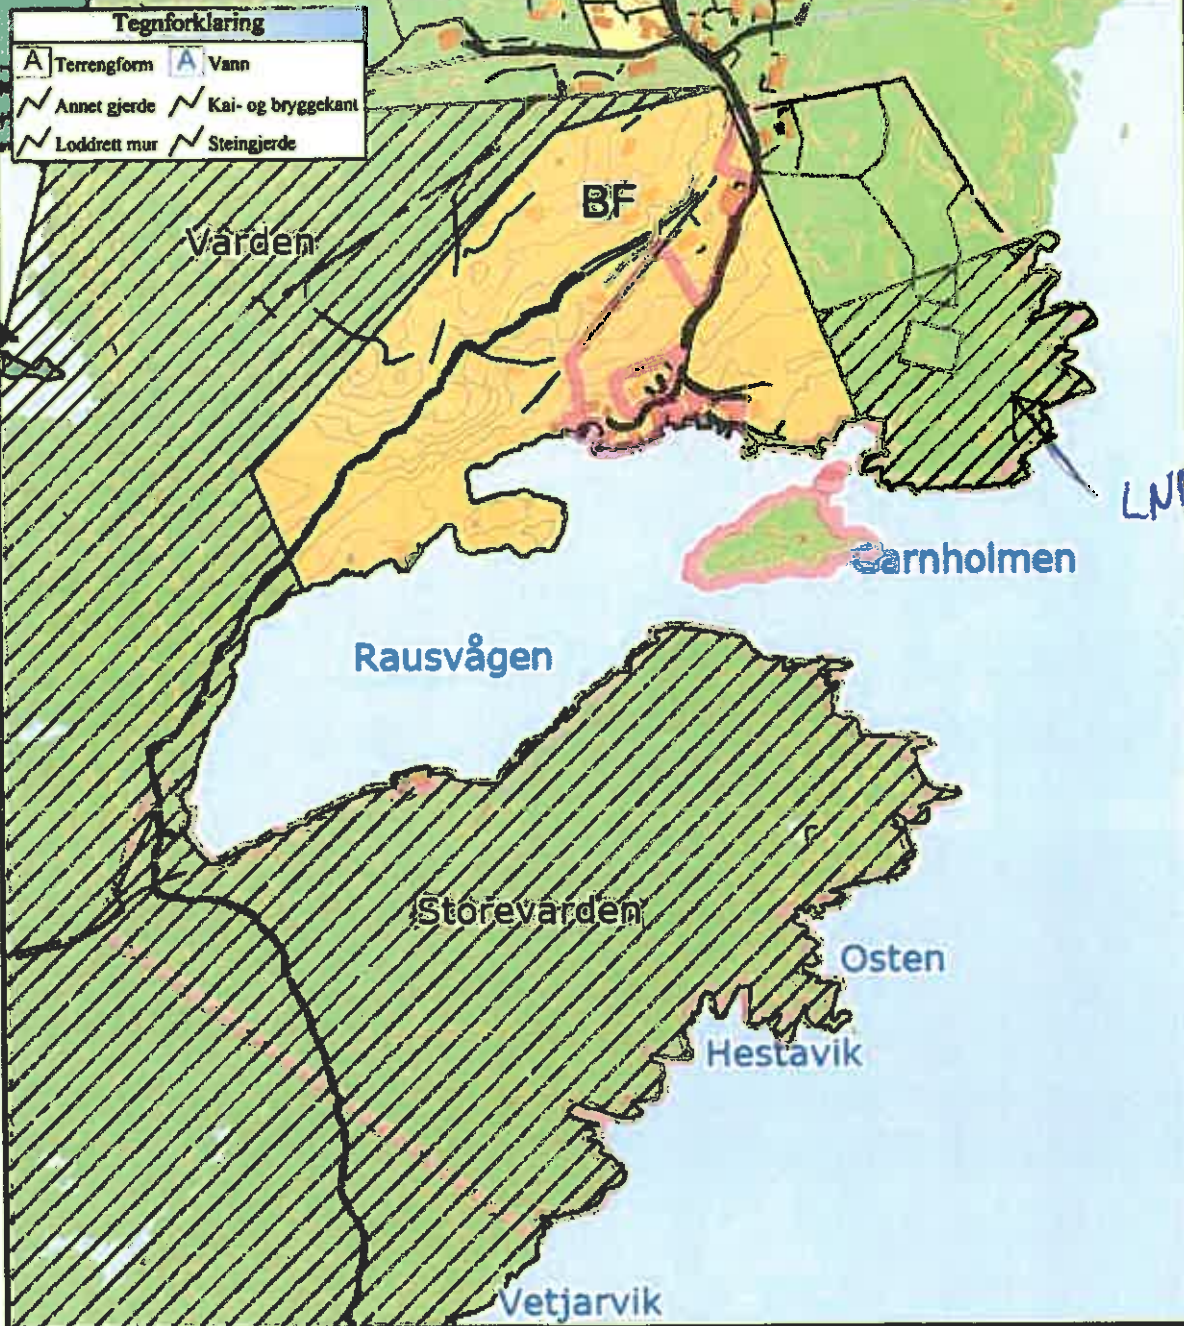 Tegnforklaring
A Terrengform A Vann
Annet gjerde Kai- og bryggekant
Loddrett mur Steingjerde
BF
Varden
Garnholmen
Rausvågen
Storevarden
Osten
Hestavik
Vetjarvik